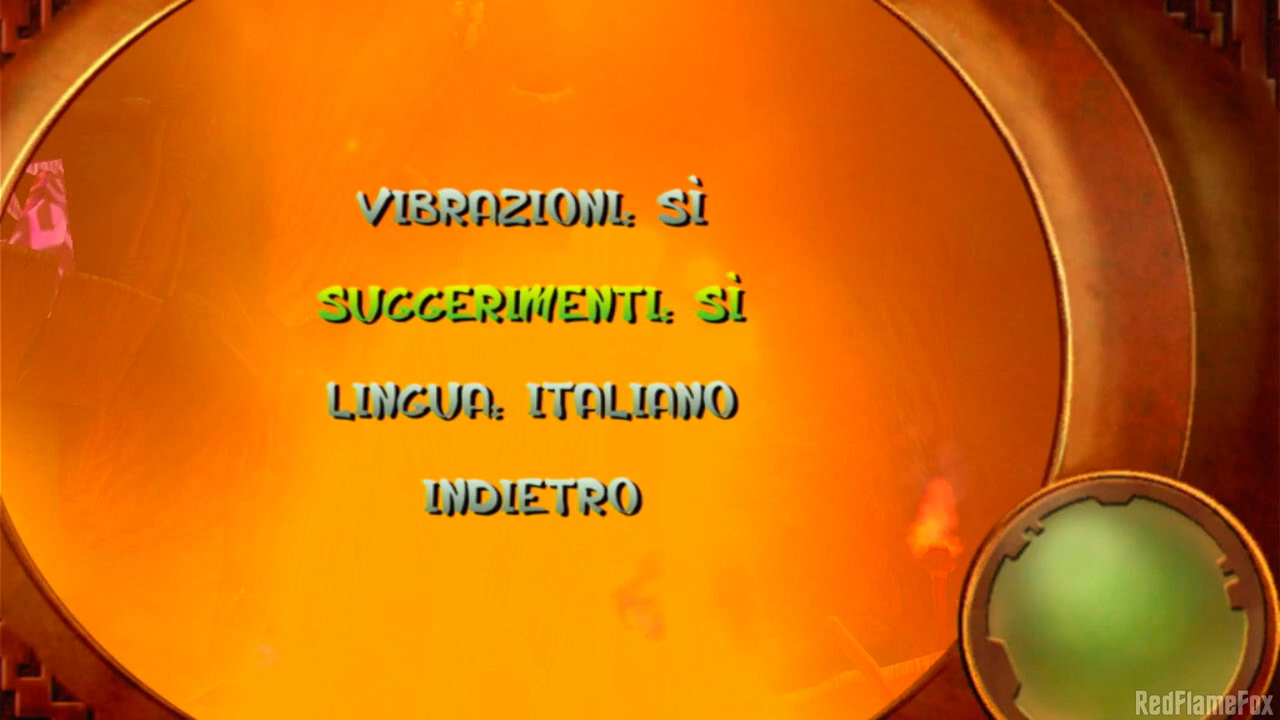 VIBRAZIONI: SÌ
SUGGERIMENTI: SÌ
LINGUA: ITALIANO
INDIETRO
RedFlameFox